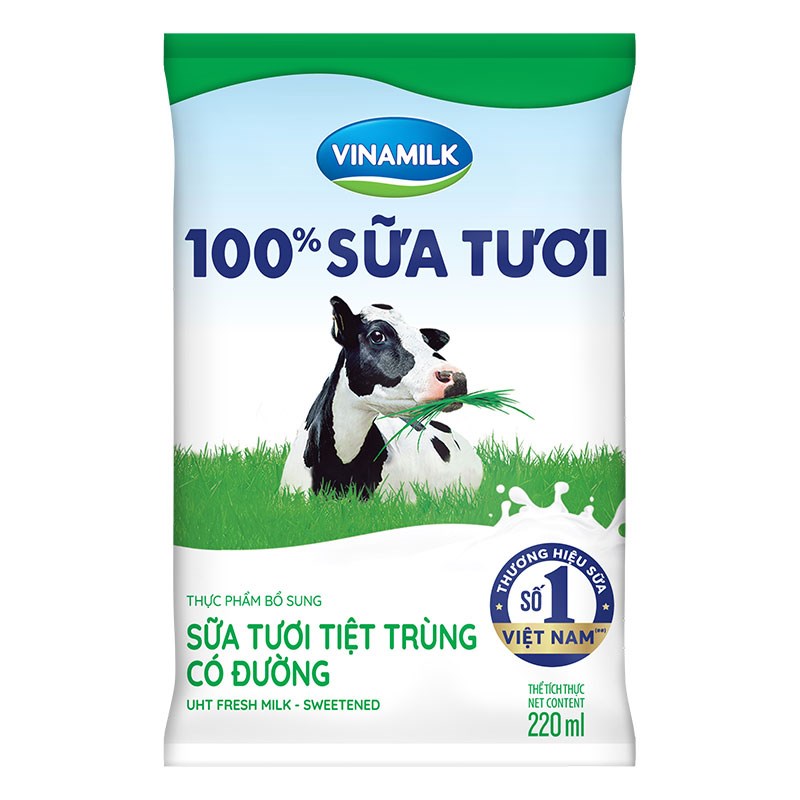 VINAMILK
100% SỮA TƯƠI
THỰC PHẨM BỔ SUNG
SỮA TƯƠI TIỆT TRÙNG
CÓ ĐƯỜNG
UHT FRESH MILK - SWEETENED
THƯƠNG HIỆU SỮA
SỐ 1
VIỆT NAM(##)
THỂ TÍCH THỰC
NET CONTENT
220 ml